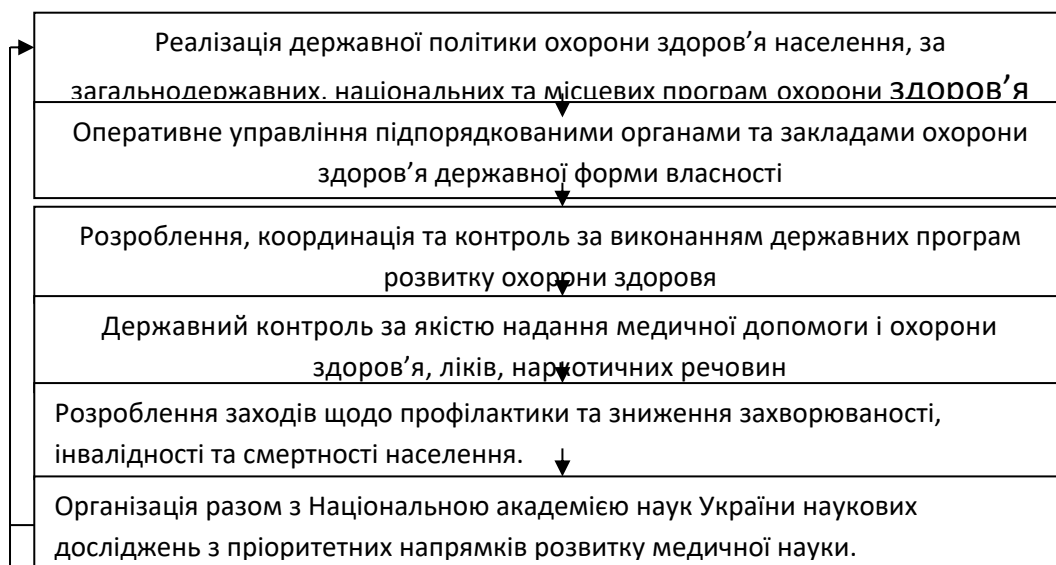 Реалізація державної політики охорони здоров’я населення, за
загальнодержавних, національних та місцевих програм охорони здоров’я
Оперативне управління підпорядкованими органами та закладами охорони
здоров’я державної форми власності
Розроблення, координація та контроль за виконанням державних програм
розвитку охорони здоровя
Державний контроль за якістю надання медичної допомоги і охорони
здоров’я, ліків, наркотичних речовин
Розроблення заходів щодо профілактики та зниження захворюваності,
інвалідності та смертності населення.
Організація разом з Національною академією наук України наукових
досліджень з пріоритетних напрямків розвитку медичної науки.